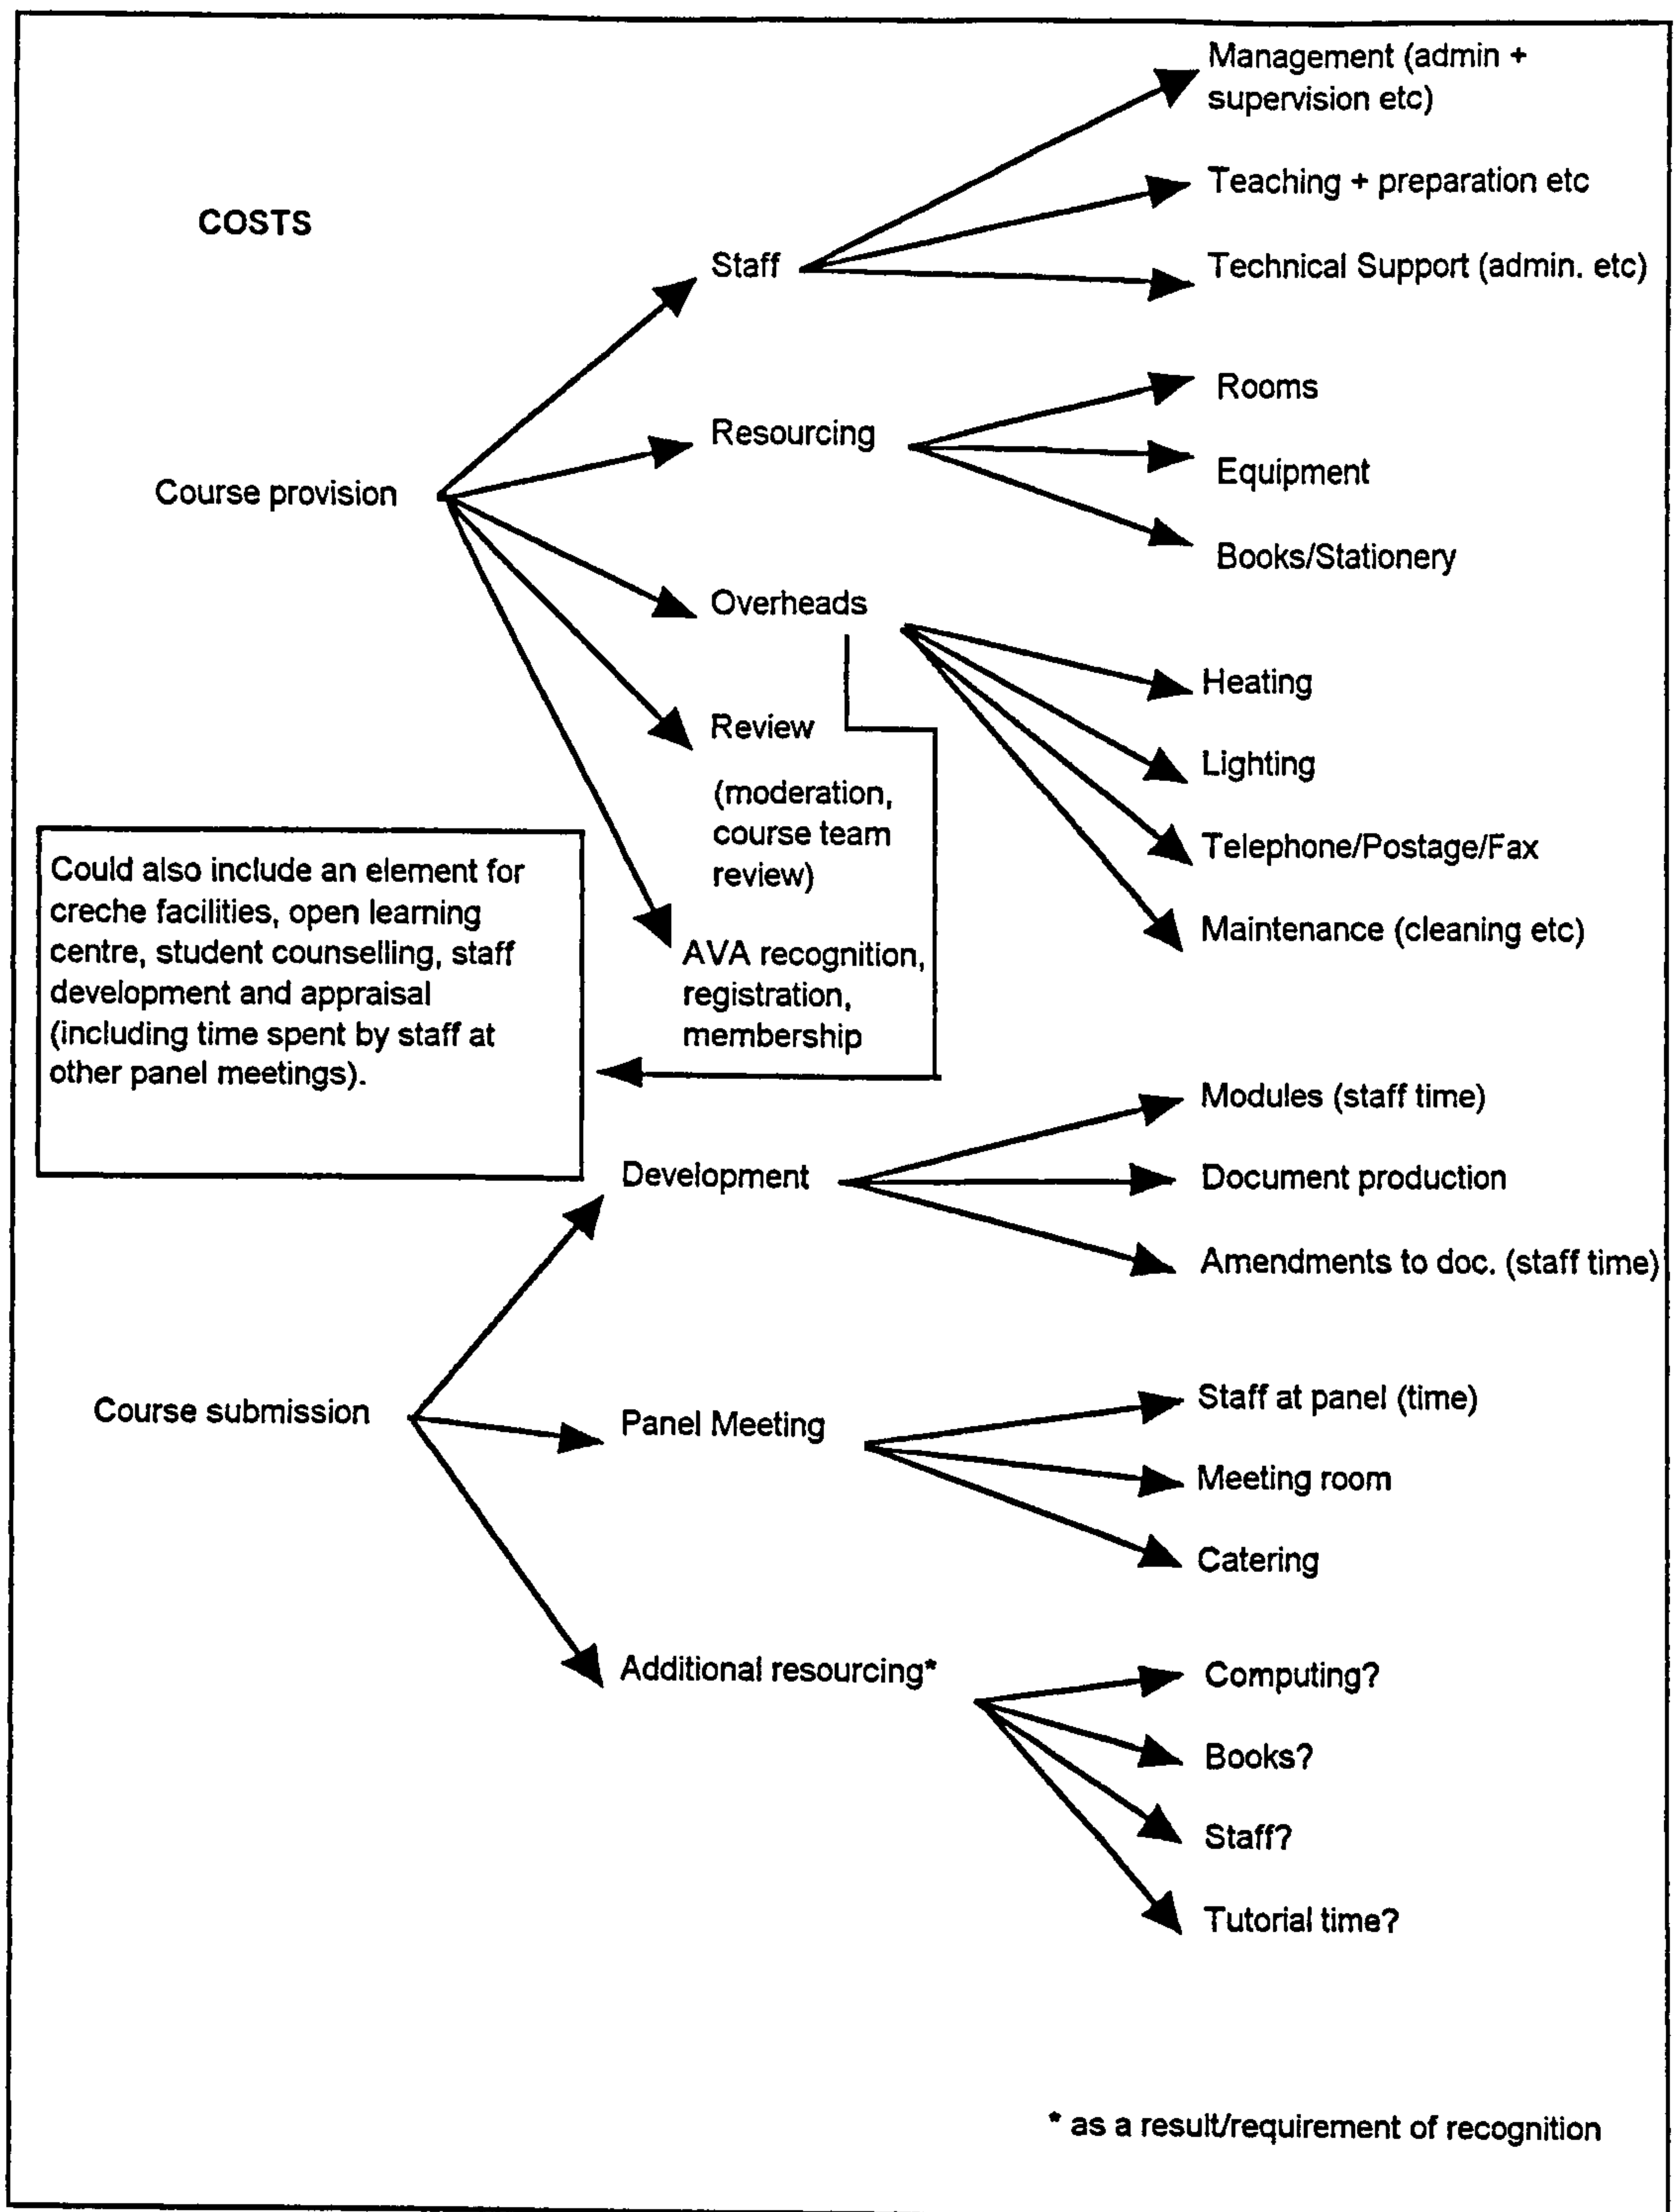 COSTS
Course provision
Staff
Management (admin +
supervision etc)
Teaching + preparation etc
Technical Support (admin. etc)
Resourcing
Rooms
Equipment
Books/Stationery
Overheads
Heating
Lighting
Telephone/Postage/Fax
Maintenance (cleaning etc)
Review
(moderation,
course team
review)
AVA recognition,
registration,
membership
Could also include an element for
creche facilities, open learning
centre, student counselling, staff
development and appraisal
(including time spent by staff at
other panel meetings).
Course submission
Development
Modules (staff time)
Document production
Amendments to doc. (staff time)
Panel Meeting
Staff at panel (time)
Meeting room
Catering
Additional resourcing*
Computing?
Books?
Staff?
Tutorial time?
* as a result/requirement of recognition